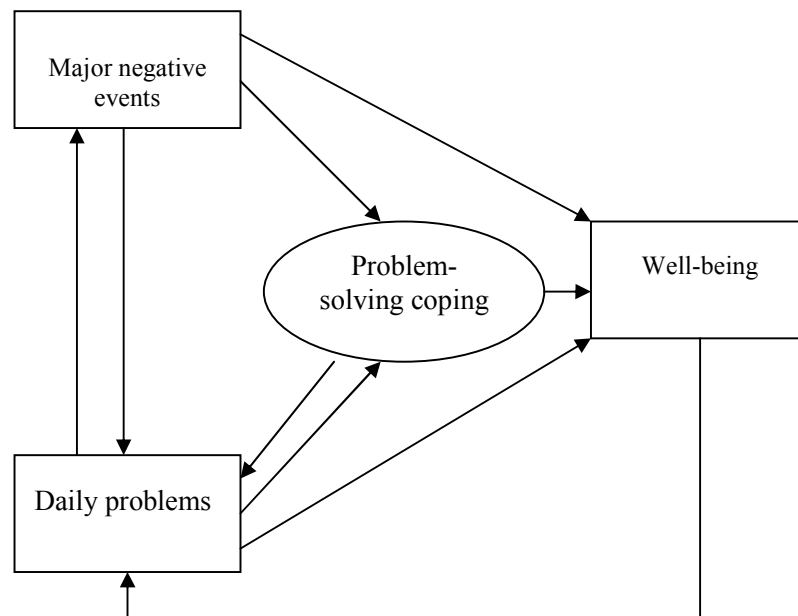 Major negative
events
Problem-
solving coping
Well-being
Daily problems